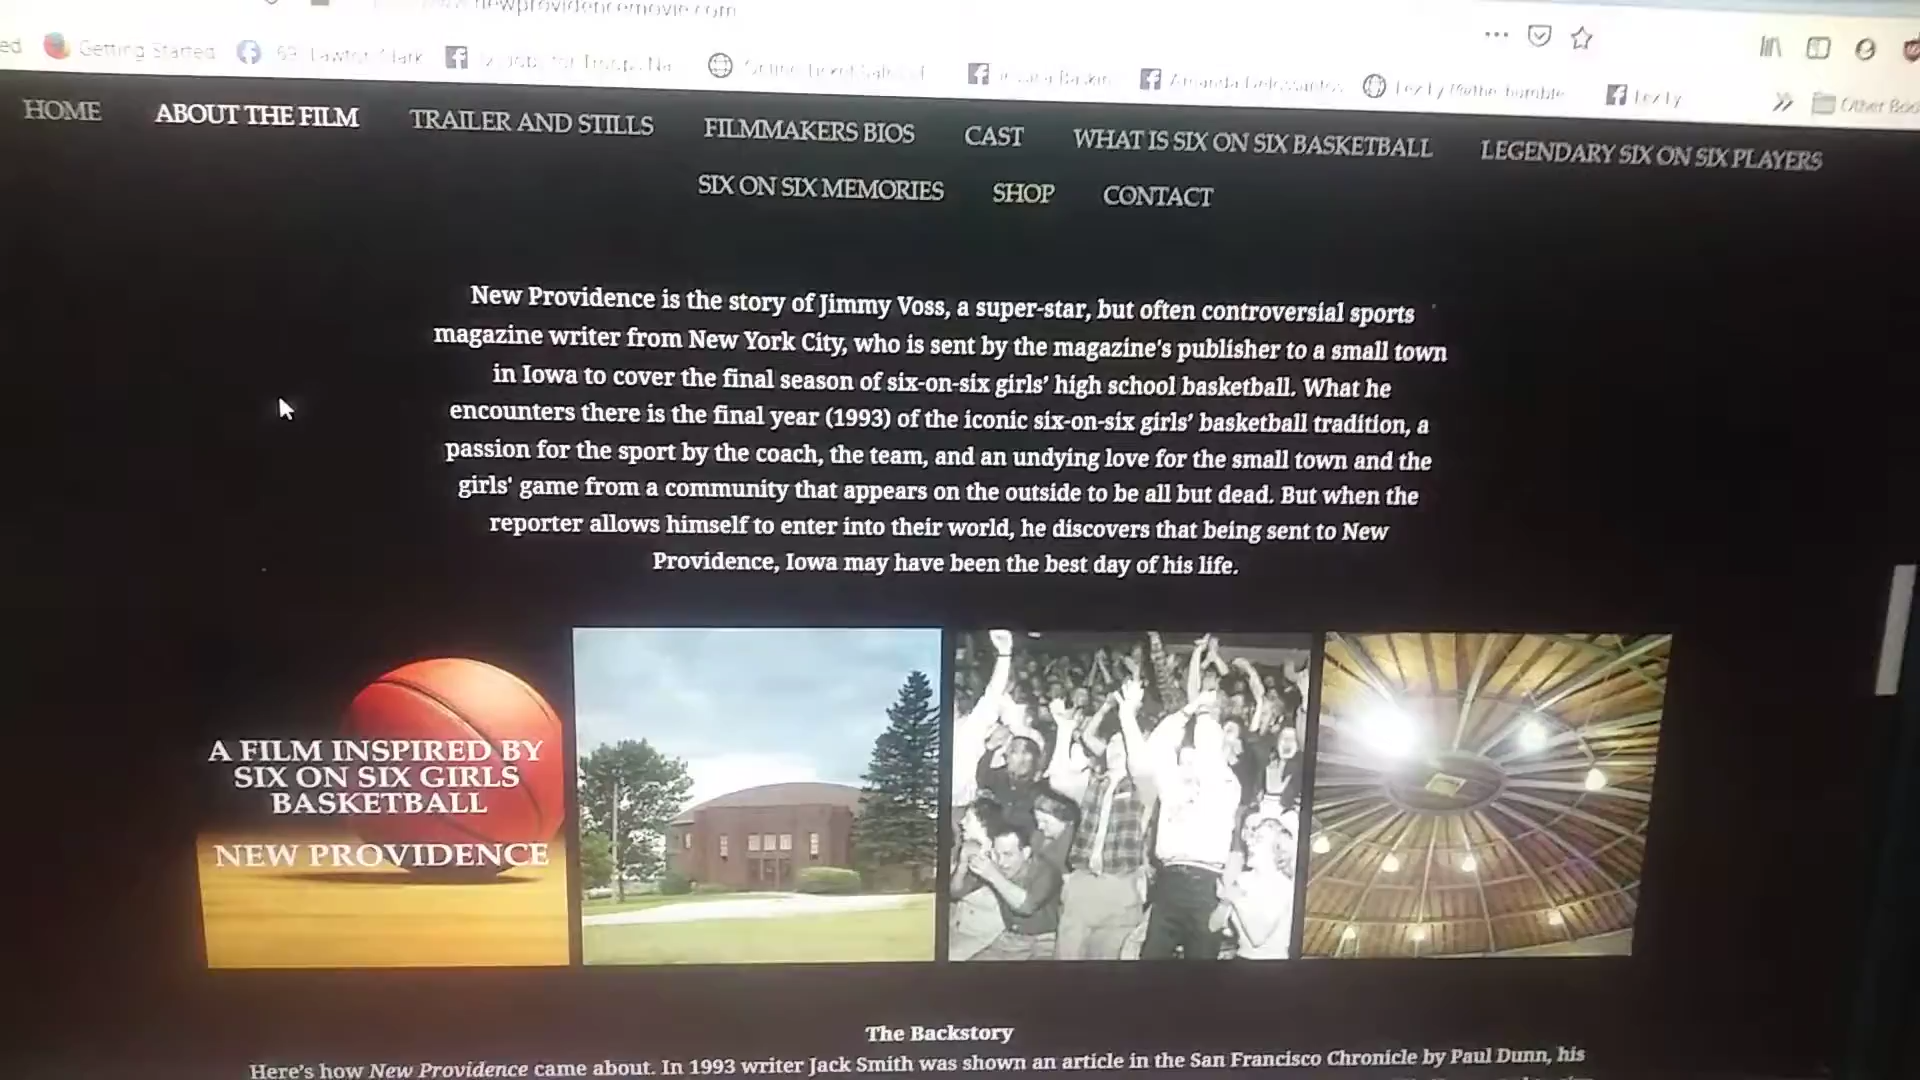 newprovidencemovie.com
ed Getting Started
Other Boo
HOME ABOUT THE FILM TRAILER AND STILLS FILMMAKERS BIOS CAST WHAT IS SIX ON SIX BASKETBALL LEGENDARY SIX ON SIX PLAYERS
SIX ON SIX MEMORIES SHOP CONTACT
New Providence is the story of Jimmy Voss, a super-star, but often controversial sports
magazine writer from New York City, who is sent by the magazine's publisher to a small town
in Iowa to cover the final season of six-on-six girls’ high school basketball. What he
encounters there is the final year (1993) of the iconic six-on-six girls’ basketball tradition, a
passion for the sport by the coach, the team, and an undying love for the small town and the
girls' game from a community that appears on the outside to be all but dead. But when the
reporter allows himself to enter into their world, he discovers that being sent to New
Providence, Iowa may have been the best day of his life.
A FILM INSPIRED BY
SIX ON SIX GIRLS
BASKETBALL
NEW PROVIDENCE
The Backstory
Here’s how New Providence came about. In 1993 writer Jack Smith was shown an article in the San Francisco Chronicle by Paul Dunn, his